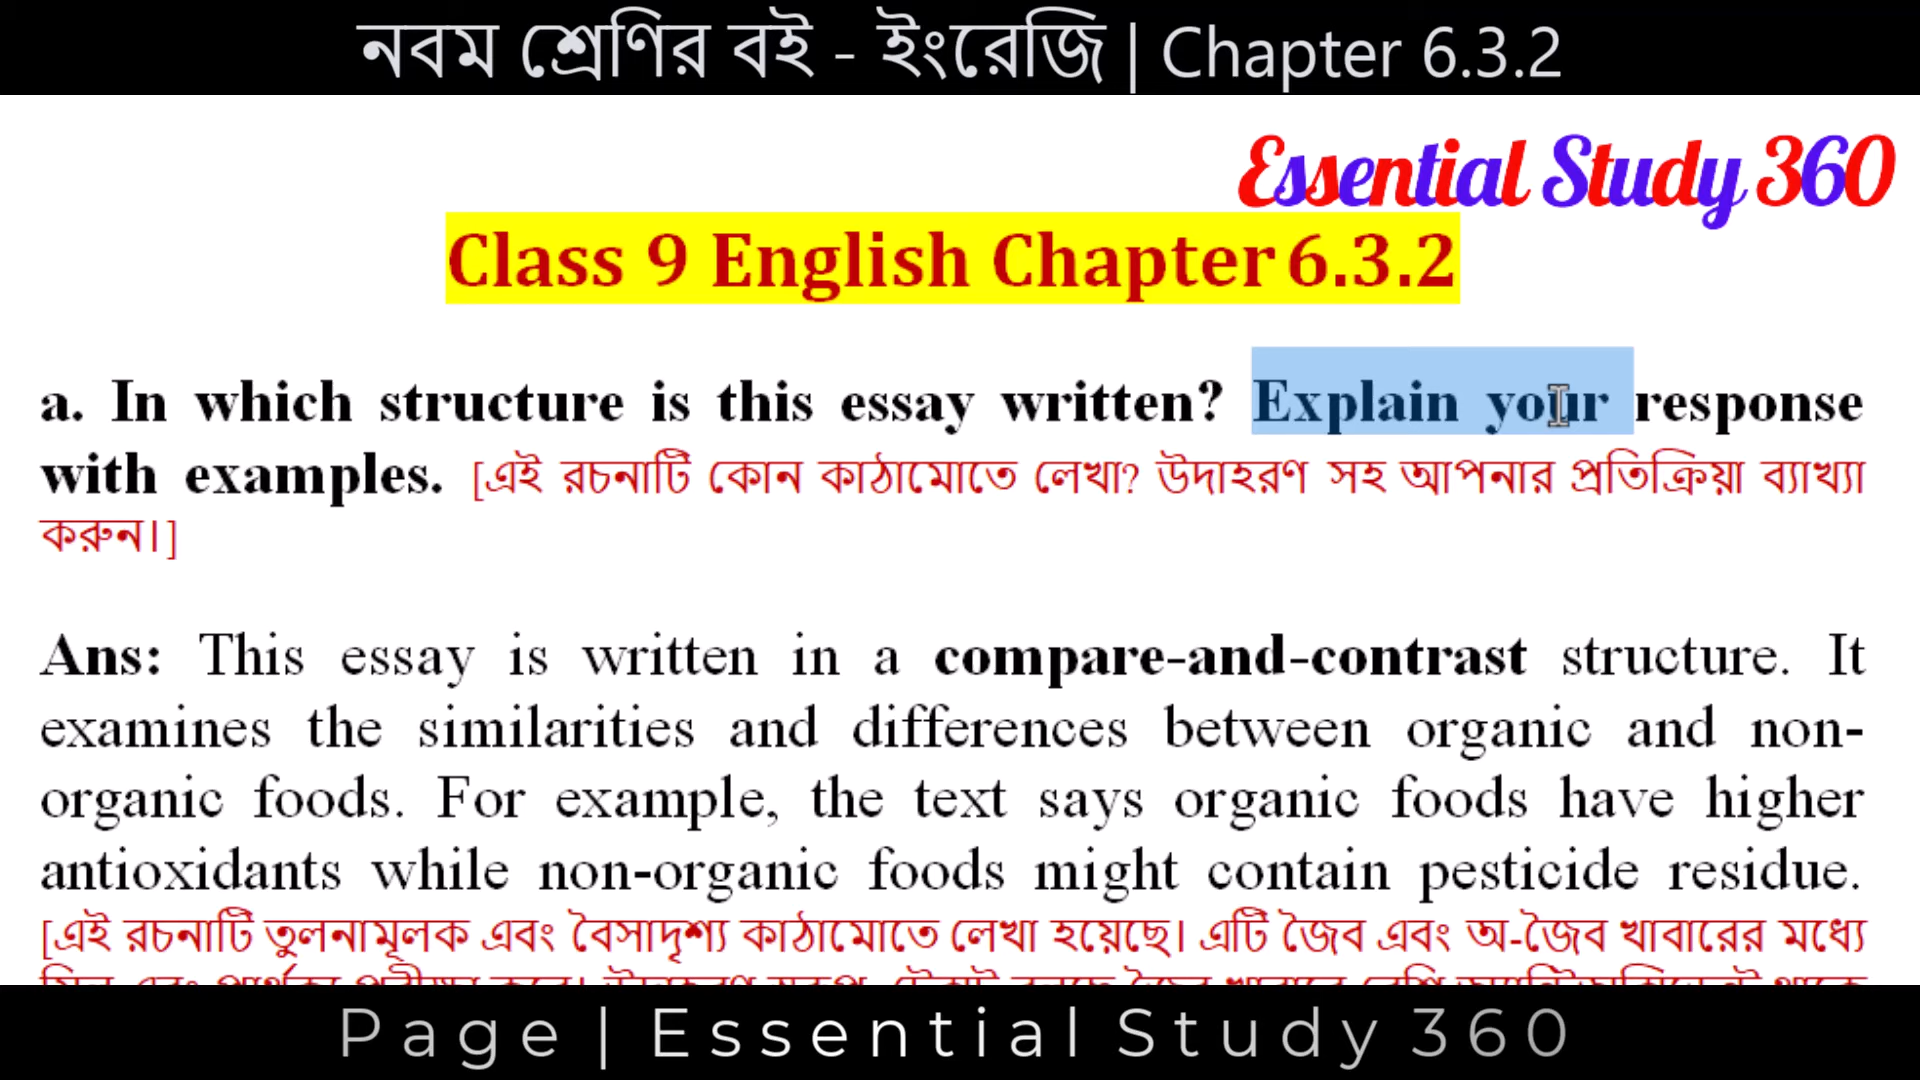 নবম শ্রেণির বই - ইংরেজি | Chapter 6.3.2
Essential Study 360
Class 9 English Chapter 6.3.2
a. In which structure is this essay written? Explain your response
with examples. [এই রচনাটি কোন কাঠামোতে লেখা? উদাহরণ সহ আপনার প্রতিক্রিয়া ব্যাখ্যা
করুন।]
Ans: This essay is written in a compare-and-contrast structure. It
examines the similarities and differences between organic and non-
organic foods. For example, the text says organic foods have higher
antioxidants while non-organic foods might contain pesticide residue.
[এই রচনাটি তুলনামূলক এবং বৈসাদৃশ্য কাঠামোতে লেখা হয়েছে। এটি জৈব এবং অ-জৈব খাবারের মধ্যে
Page | Essential Study 360